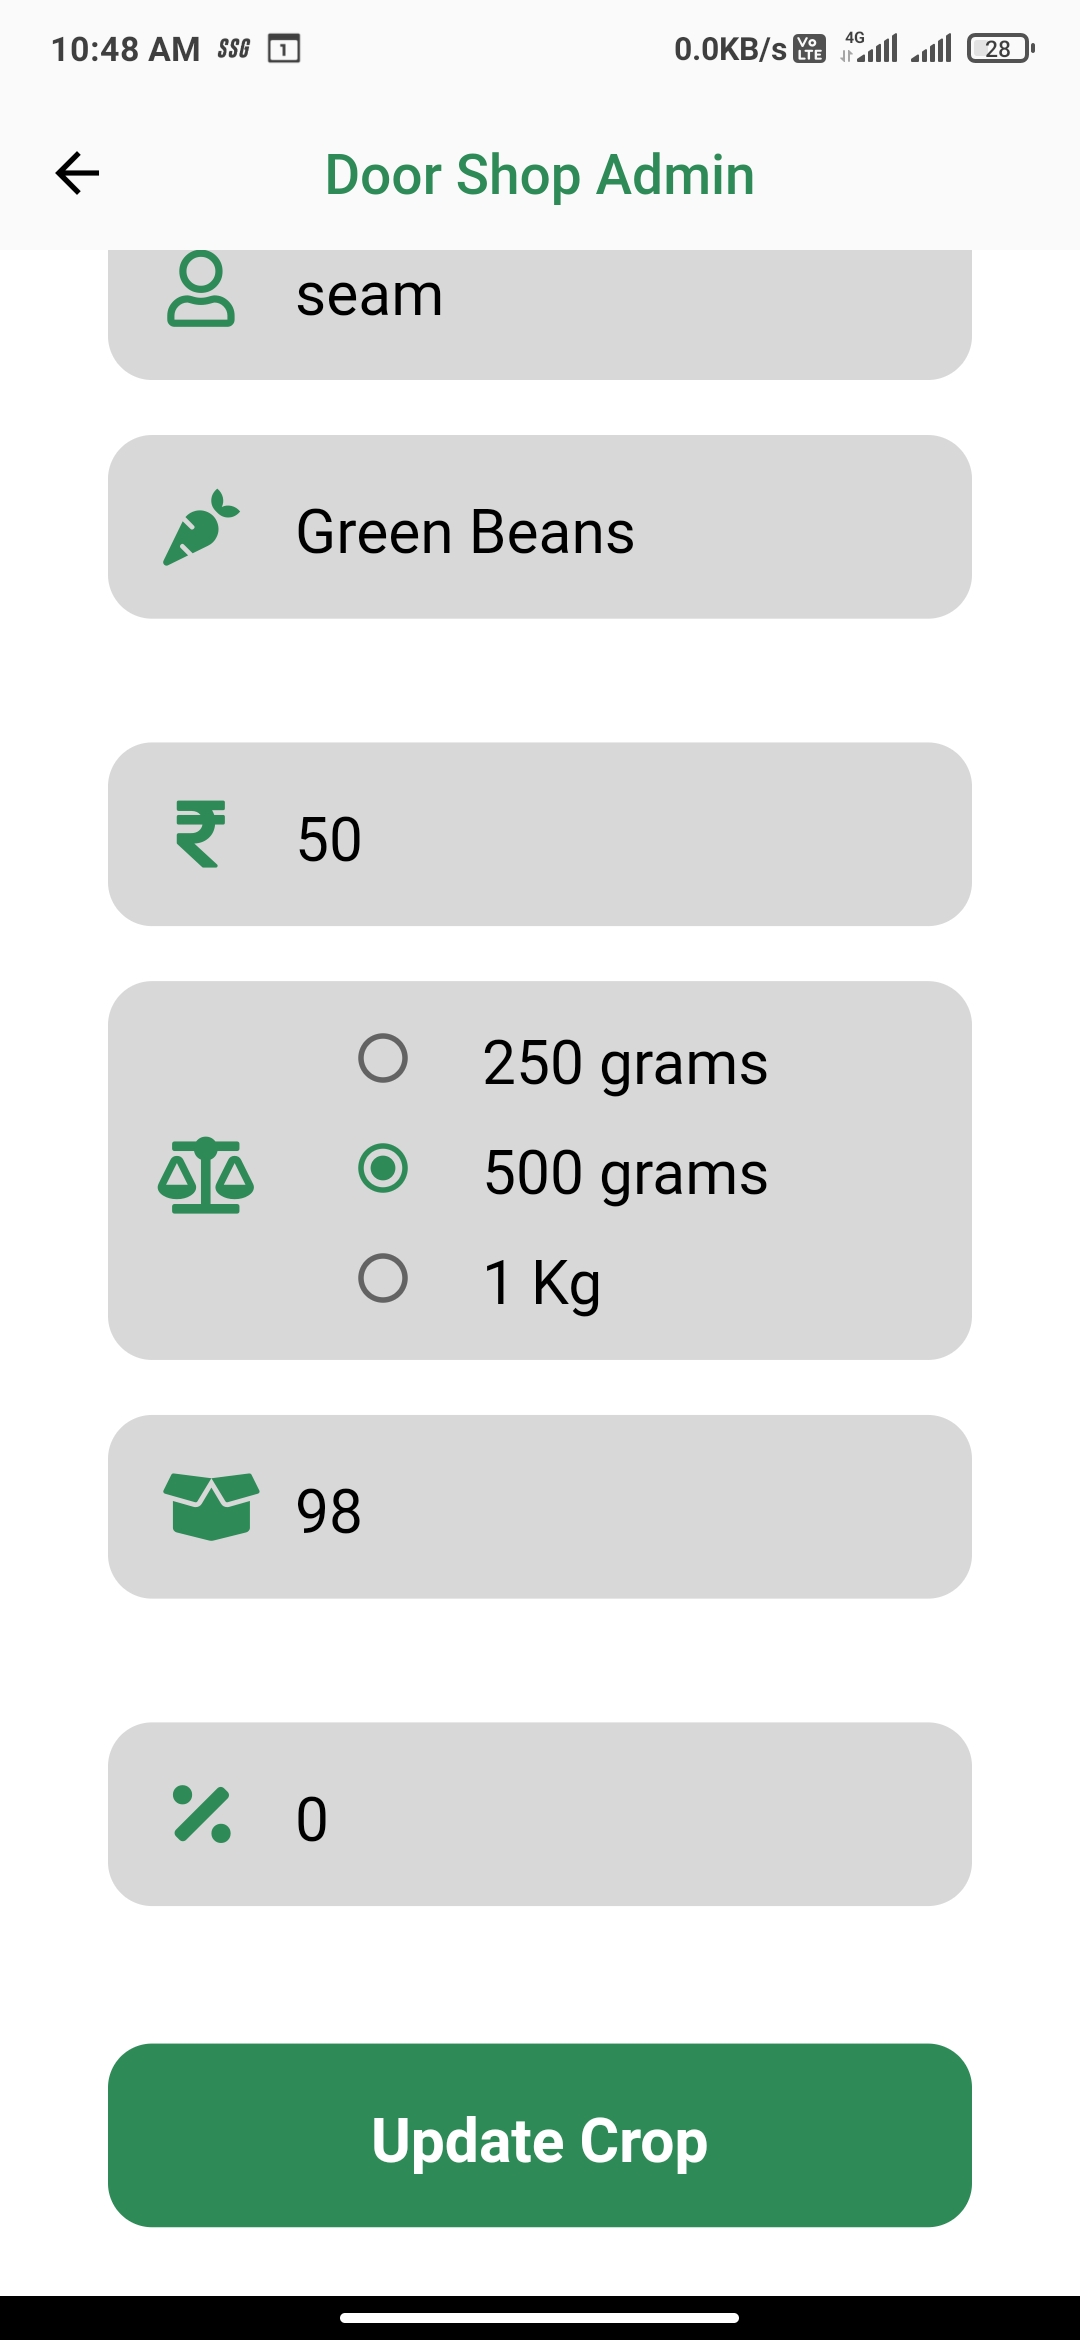 10:48 AM SSG 1 0.0KB/s Vo LTE 4G 28
Door Shop Admin
seam
Green Beans
₹ 50
250 grams
500 grams
1 Kg
98
% 0
Update Crop